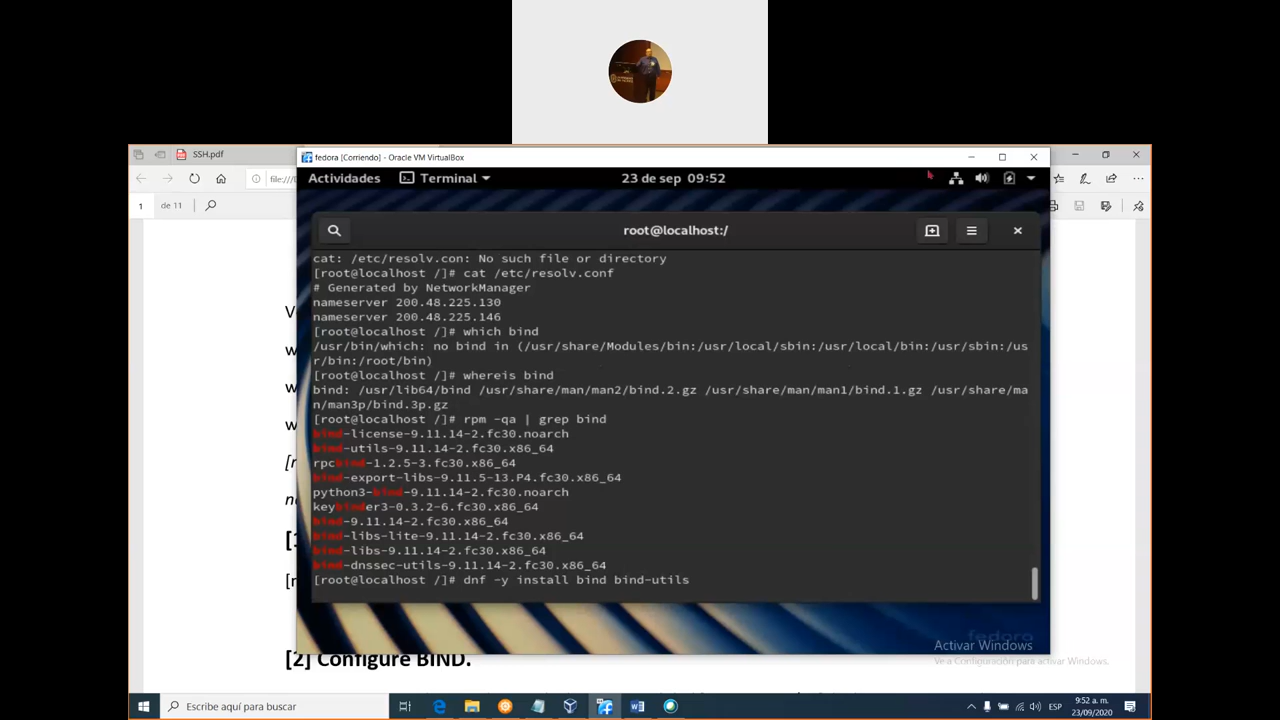 SSH.pdf
fedora [Corriendo] - Oracle VM VirtualBox
file:///
1 de 11
Actividades Terminal 23 de sep 09:52
root@localhost:/
cat: /etc/resolv.con: No such file or directory
[root@localhost /]# cat /etc/resolv.conf
# Generated by NetworkManager
nameserver 200.48.225.130
nameserver 200.48.225.146
[root@localhost /]# which bind
/usr/bin/which: no bind in (/usr/share/Modules/bin:/usr/local/sbin:/usr/local/bin:/usr/sbin:/us
r/bin:/root/bin)
[root@localhost /]# whereis bind
bind: /usr/lib64/bind /usr/share/man/man2/bind.2.gz /usr/share/man/man1/bind.1.gz /usr/share/ma
n/man3p/bind.3p.gz
[root@localhost /]# rpm -qa | grep bind
bind-license-9.11.14-2.fc30.noarch
bind-utils-9.11.14-2.fc30.x86_64
rpcbind-1.2.5-3.fc30.x86_64
bind-export-libs-9.11.5-13.P4.fc30.x86_64
python3-bind-9.11.14-2.fc30.noarch
keybinder3-0.3.2-6.fc30.x86_64
bind-9.11.14-2.fc30.x86_64
bind-libs-lite-9.11.14-2.fc30.x86_64
bind-libs-9.11.14-2.fc30.x86_64
bind-dnssec-utils-9.11.14-2.fc30.x86_64
[root@localhost /]# dnf -y install bind bind-utils
fedora
Activar Windows
Ve a Configuración para activar Windows.
[2] Configure BIND.
Escribe aquí para buscar
ESP
9:52 a. m.
23/09/2020